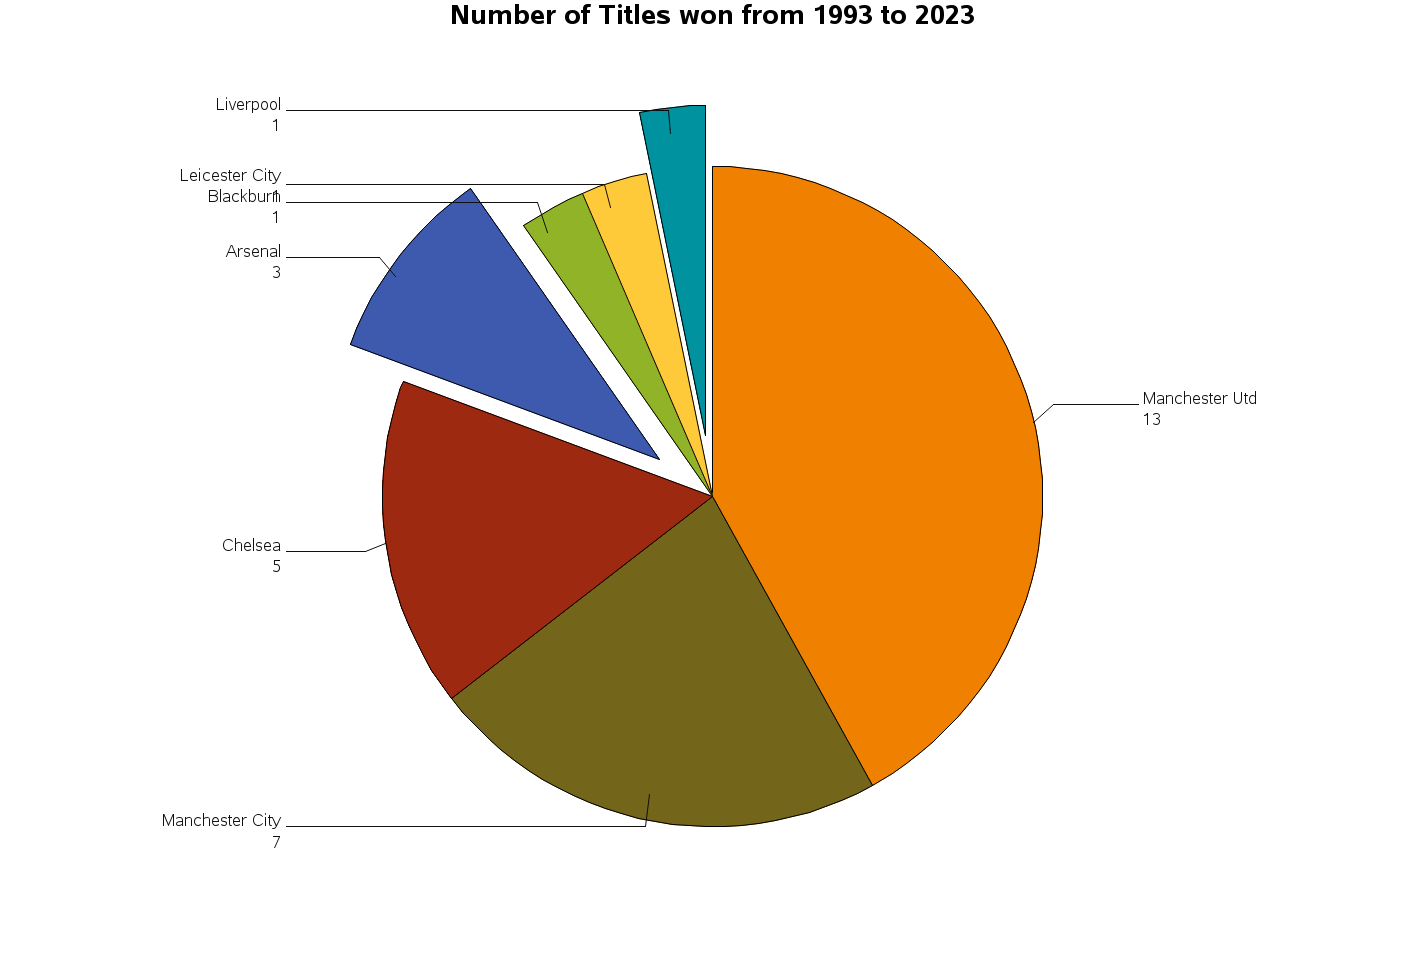 Number of Titles won from 1993 to 2023
Liverpool
1
Leicester City
1
Blackburn
1
Arsenal
3
Manchester Utd
13
Chelsea
5
Manchester City
7